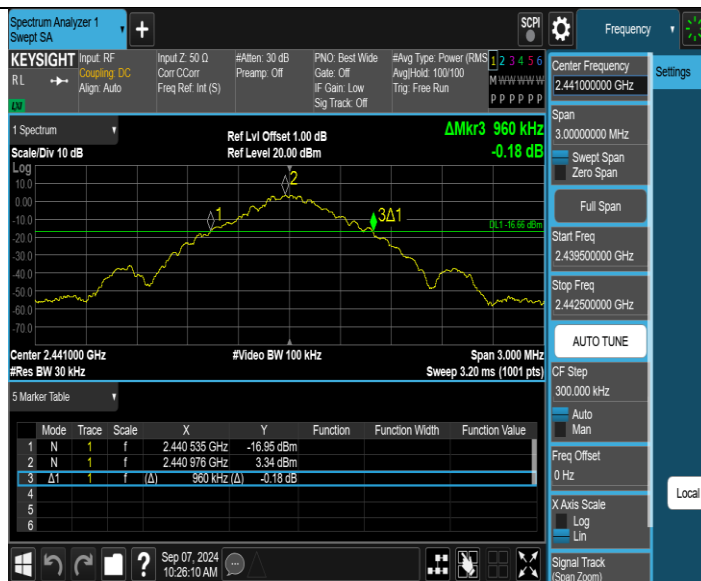 Spectrum Analyzer 1
Swept SA
+
SCPI
Frequency
KEYSIGHT
RL
LXI
Input: RF
Coupling: DC
Align: Auto
Input Z: 50 Ω
Corr CCorr
Freq Ref: Int (S)
#Atten: 30 dB
Preamp: Off
PNO: Best Wide
Gate: Off
IF Gain: Low
Sig Track: Off
#Avg Type: Power (RMS
Avg|Hold: 100/100
Trig: Free Run
1 2 3 4 5 6
M W W W W W
P P P P P P
1 Spectrum
Scale/Div 10 dB
Ref Lvl Offset 1.00 dB
Ref Level 20.00 dBm
ΔMkr3 960 kHz
-0.18 dB
Log
10.0
0.00
-10.0
-20.0
-30.0
-40.0
-50.0
-60.0
-70.0
1
2
3Δ1
DL1 -16.66 dBm
Center 2.441000 GHz
#Res BW 30 kHz
#Video BW 100 kHz
Span 3.000 MHz
Sweep 3.20 ms (1001 pts)
5 Marker Table
Mode Trace Scale X Y Function Function Width Function Value
1 N 1 f 2.440 535 GHz -16.95 dBm
2 N 1 f 2.440 976 GHz 3.34 dBm
3 Δ1 1 f (Δ) 960 kHz (Δ) -0.18 dB
4
5
6
?
Sep 07, 2024
10:26:10 AM
Center Frequency
2.441000000 GHz
Settings
Span
3.00000000 MHz
Swept Span
Zero Span
Full Span
Start Freq
2.439500000 GHz
Stop Freq
2.442500000 GHz
AUTO TUNE
CF Step
300.000 kHz
Auto
Man
Freq Offset
0 Hz
Local
X Axis Scale
Log
Lin
Signal Track
(Span Zoom)